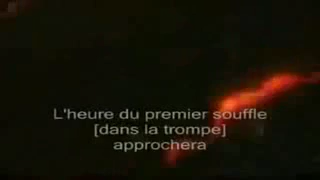 L'heure du premier souffle
[dans la trompe]
approchera